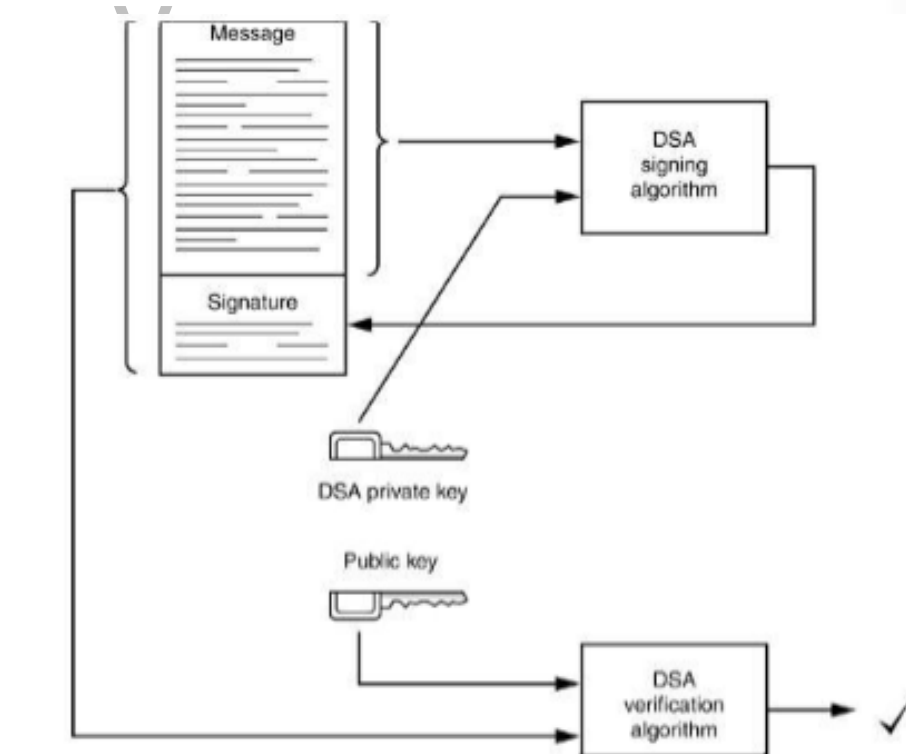 Message
DSA
signing
algorithm
Signature
DSA private key
Public key
DSA
verification
algorithm